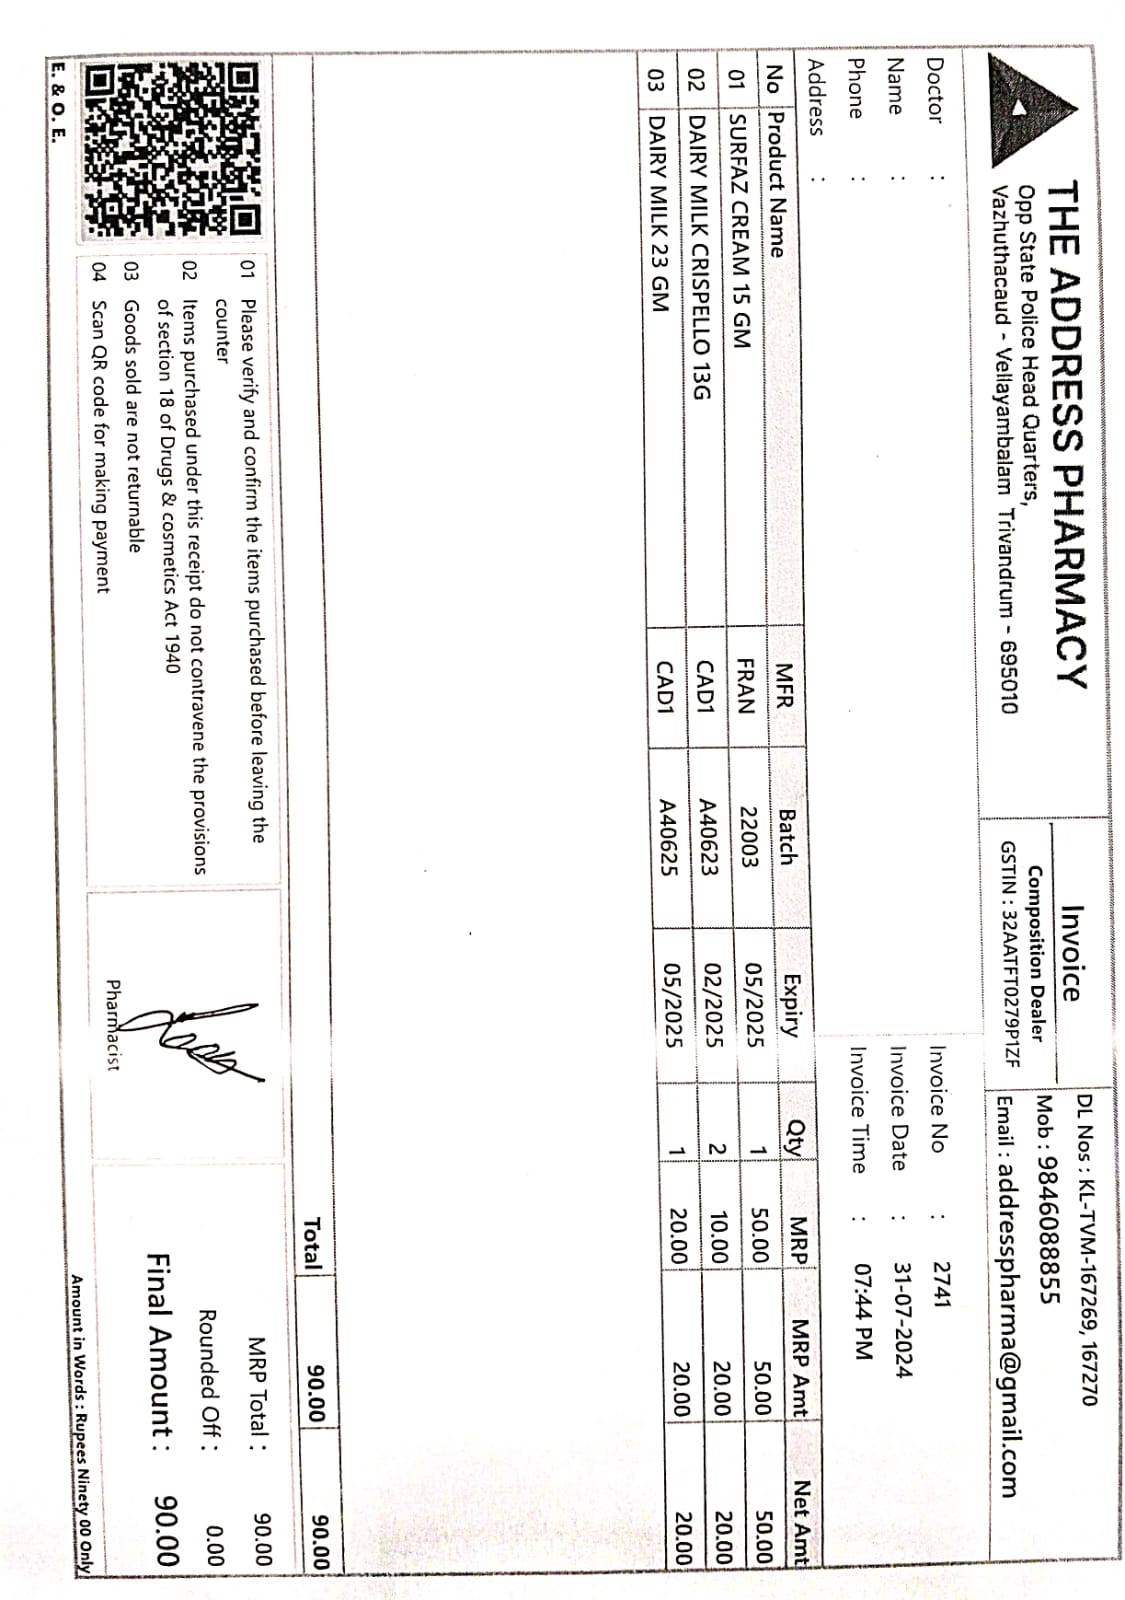 THE ADDRESS PHARMACY
Opp State Police Head Quarters,
Vazhuthacaud - Vellayambalam Trivandrum - 695010
Invoice
Composition Dealer
GSTIN : 32AATFT0279P1ZF
DL Nos : KL-TVM-167269, 167270
Mob : 9846088855
Email : addresspharma@gmail.com
Doctor :
Name :
Phone :
Address :
Invoice No : 2741
Invoice Date : 31-07-2024
Invoice Time : 07:44 PM
No Product Name MFR Batch Expiry Qty MRP MRP Amt Net Amt
01 SURFAZ CREAM 15 GM FRAN 22003 05/2025 1 50.00 50.00 50.00
02 DAIRY MILK CRISPELLO 13G CAD1 A40623 02/2025 2 10.00 20.00 20.00
03 DAIRY MILK 23 GM CAD1 A40625 05/2025 1 20.00 20.00 20.00
Total 90.00 90.00
01 Please verify and confirm the items purchased before leaving the
counter
02 Items purchased under this receipt do not contravene the provisions
of section 18 of Drugs & cosmetics Act 1940
03 Goods sold are not returnable
04 Scan QR code for making payment
Pharmacist
MRP Total : 90.00
Rounded Off : 0.00
Final Amount : 90.00
Amount in Words : Rupees Ninety 00 Only
E. & O. E.